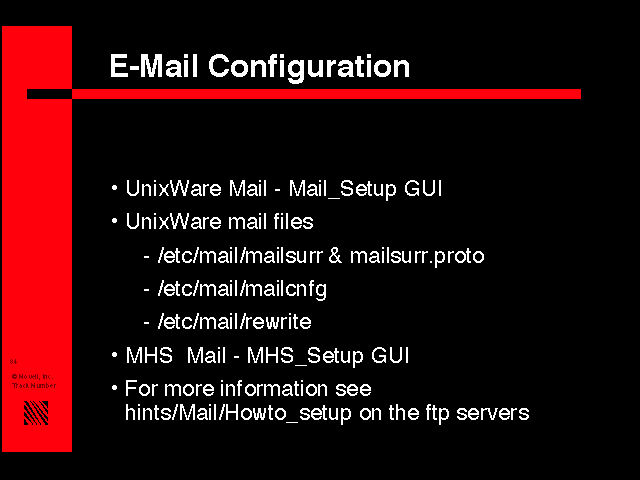 E-Mail Configuration
• UnixWare Mail - Mail_Setup GUI
• UnixWare mail files
- /etc/mail/mailsurr & mailsurr.proto
- /etc/mail/mailcnfg
- /etc/mail/rewrite
• MHS  Mail - MHS_Setup GUI
• For more information see
hints/Mail/Howto_setup on the ftp servers
© Novell, Inc.
Track Number